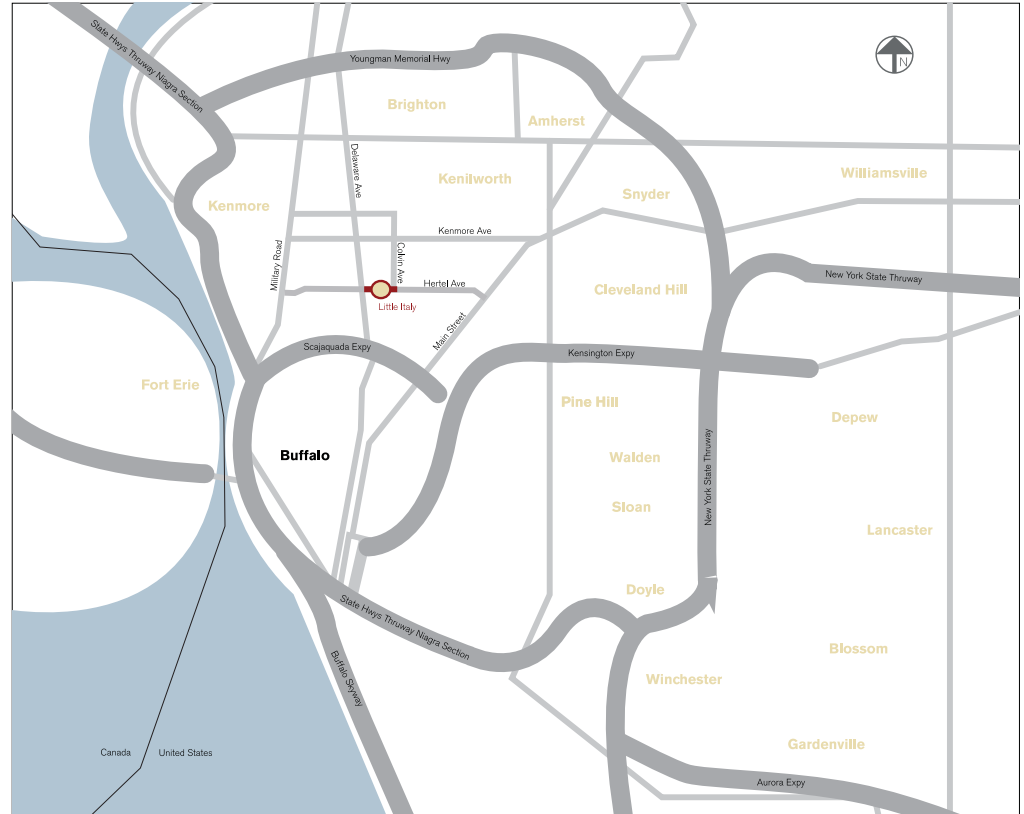 State Hwys Thruway Niagra Section
Youngman Memorial Hwy
N
Brighton
Amherst
Delaware Ave
Kenilworth
Williamsville
Snyder
Kenmore
Kenmore Ave
Military Road
Colvin Ave
New York State Thruway
Hertel Ave
Cleveland Hill
Little Italy
Main Street
Scajaquada Expy
Kensington Expy
Fort Erie
Pine Hill
Depew
Buffalo
Walden
New York State Thruway
Sloan
Lancaster
Doyle
State Hwys Thruway Niagra Section
Blossom
Buffalo Skyway
Winchester
Gardenville
Canada
United States
Aurora Expy